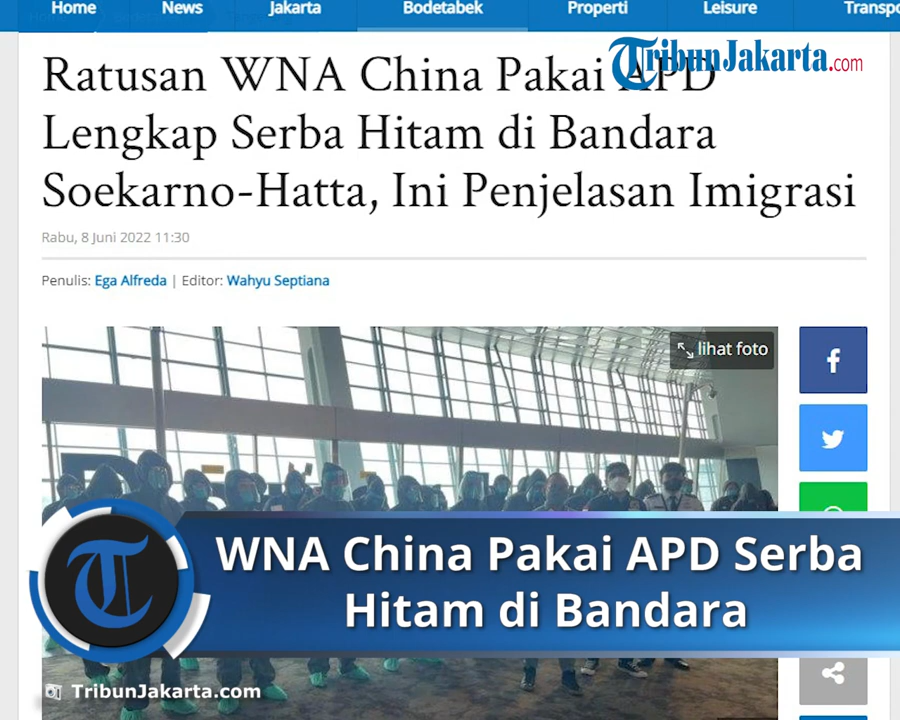 Home News Jakarta Bodetabek Properti Leisure Transpo
TribunJakarta.com
Ratusan WNA China Pakai APD
Lengkap Serba Hitam di Bandara
Soekarno-Hatta, Ini Penjelasan Imigrasi
Rabu, 8 Juni 2022 11:30
Penulis: Ega Alfreda | Editor: Wahyu Septiana
lihat foto
WNA China Pakai APD Serba
Hitam di Bandara
TribunJakarta.com